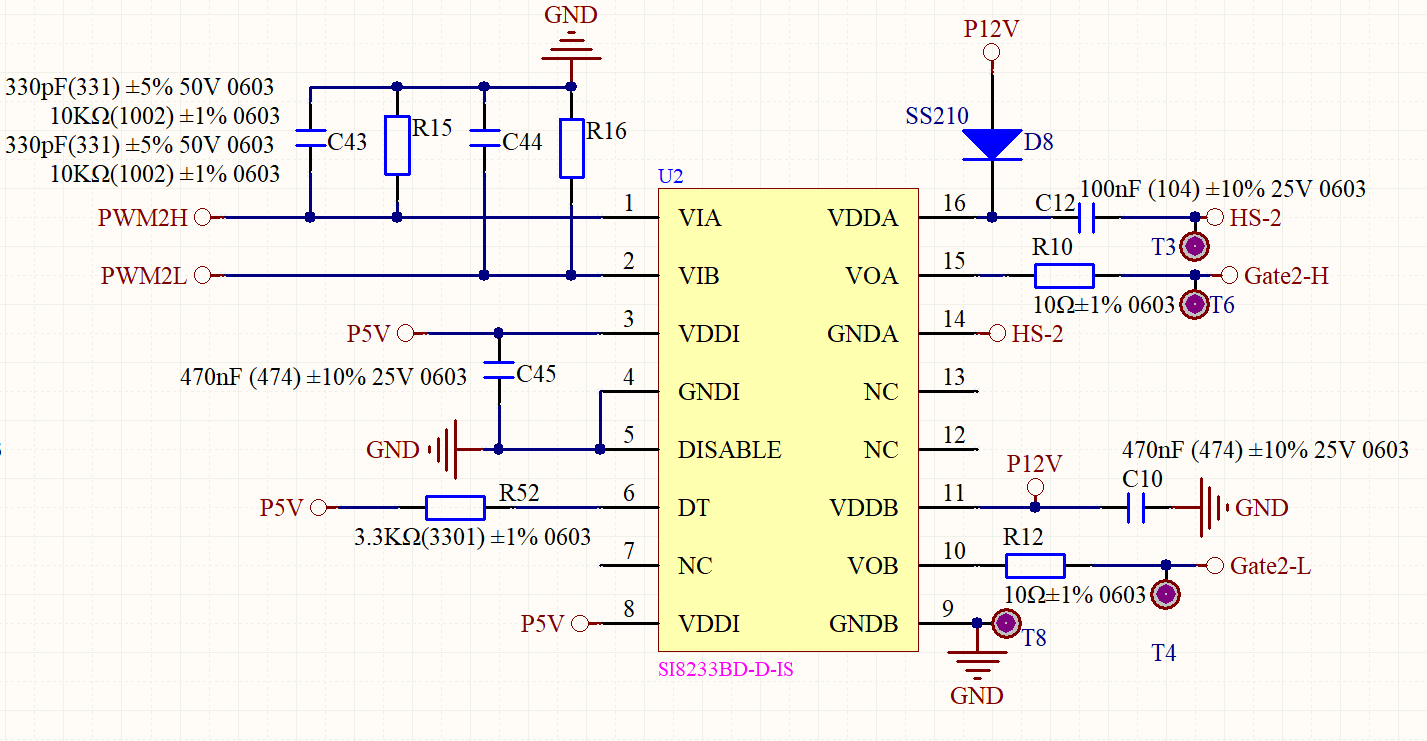 GND
P12V
330pF(331) ±5% 50V 0603
10KΩ(1002) ±1% 0603
330pF(331) ±5% 50V 0603
10KΩ(1002) ±1% 0603
C43
R15
C44
R16
SS210
D8
U2
100nF (104) ±10% 25V 0603
C12
PWM2H
1
VIA
VDDA
16
HS-2
T3
R10
PWM2L
2
VIB
VOA
15
Gate2-H
10Ω±1% 0603
T6
P5V
3
VDDI
GNDA
14
HS-2
470nF (474) ±10% 25V 0603
C45
4
GNDI
NC
13
GND
5
DISABLE
NC
12
470nF (474) ±10% 25V 0603
P12V
C10
P5V
R52
6
DT
VDDB
11
GND
3.3KΩ(3301) ±1% 0603
R12
7
NC
VOB
10
Gate2-L
10Ω±1% 0603
P5V
8
VDDI
GNDB
9
T8
T4
SI8233BD-D-IS
GND